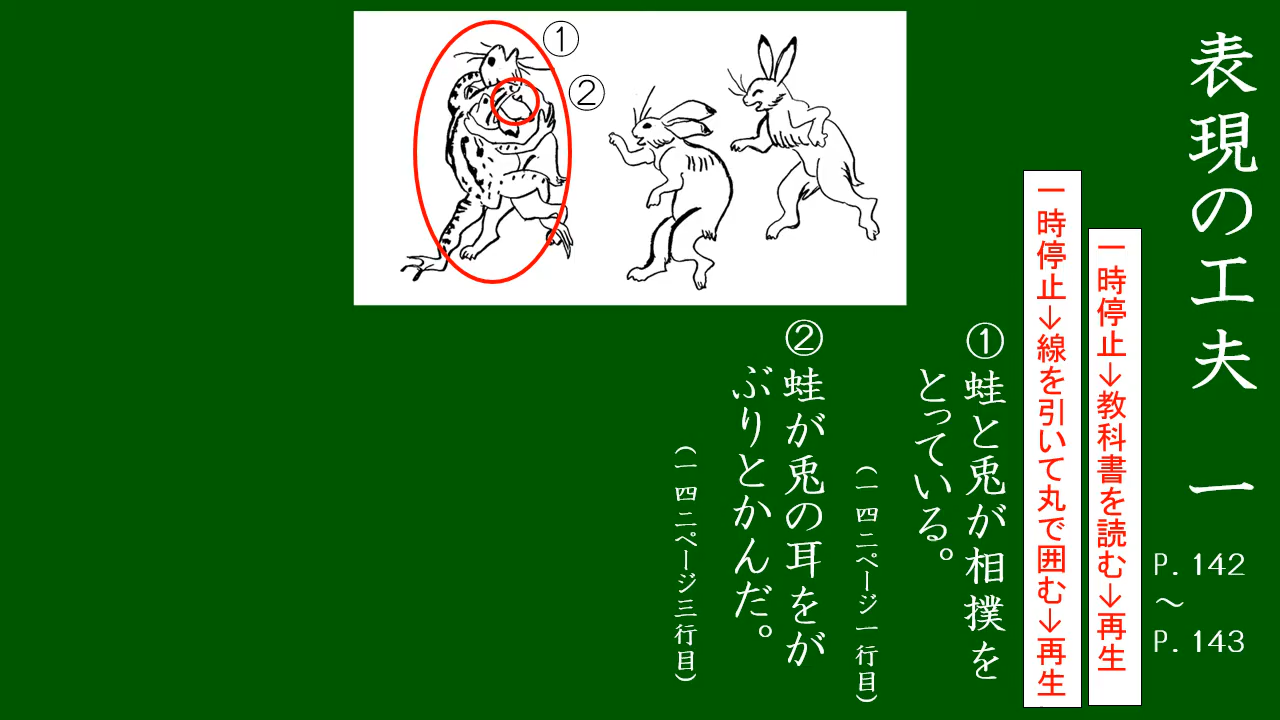 表現の工夫 一
P.142
～
P.143
一時停止→教科書を読む→再生
一時停止→線を引いて丸で囲む→再生
①
②
①蛙と兎が相撲を
とっている。
(一四二ページ一行目)
②蛙が兎の耳をが
ぶりとかんだ。
(一四二ページ三行目)